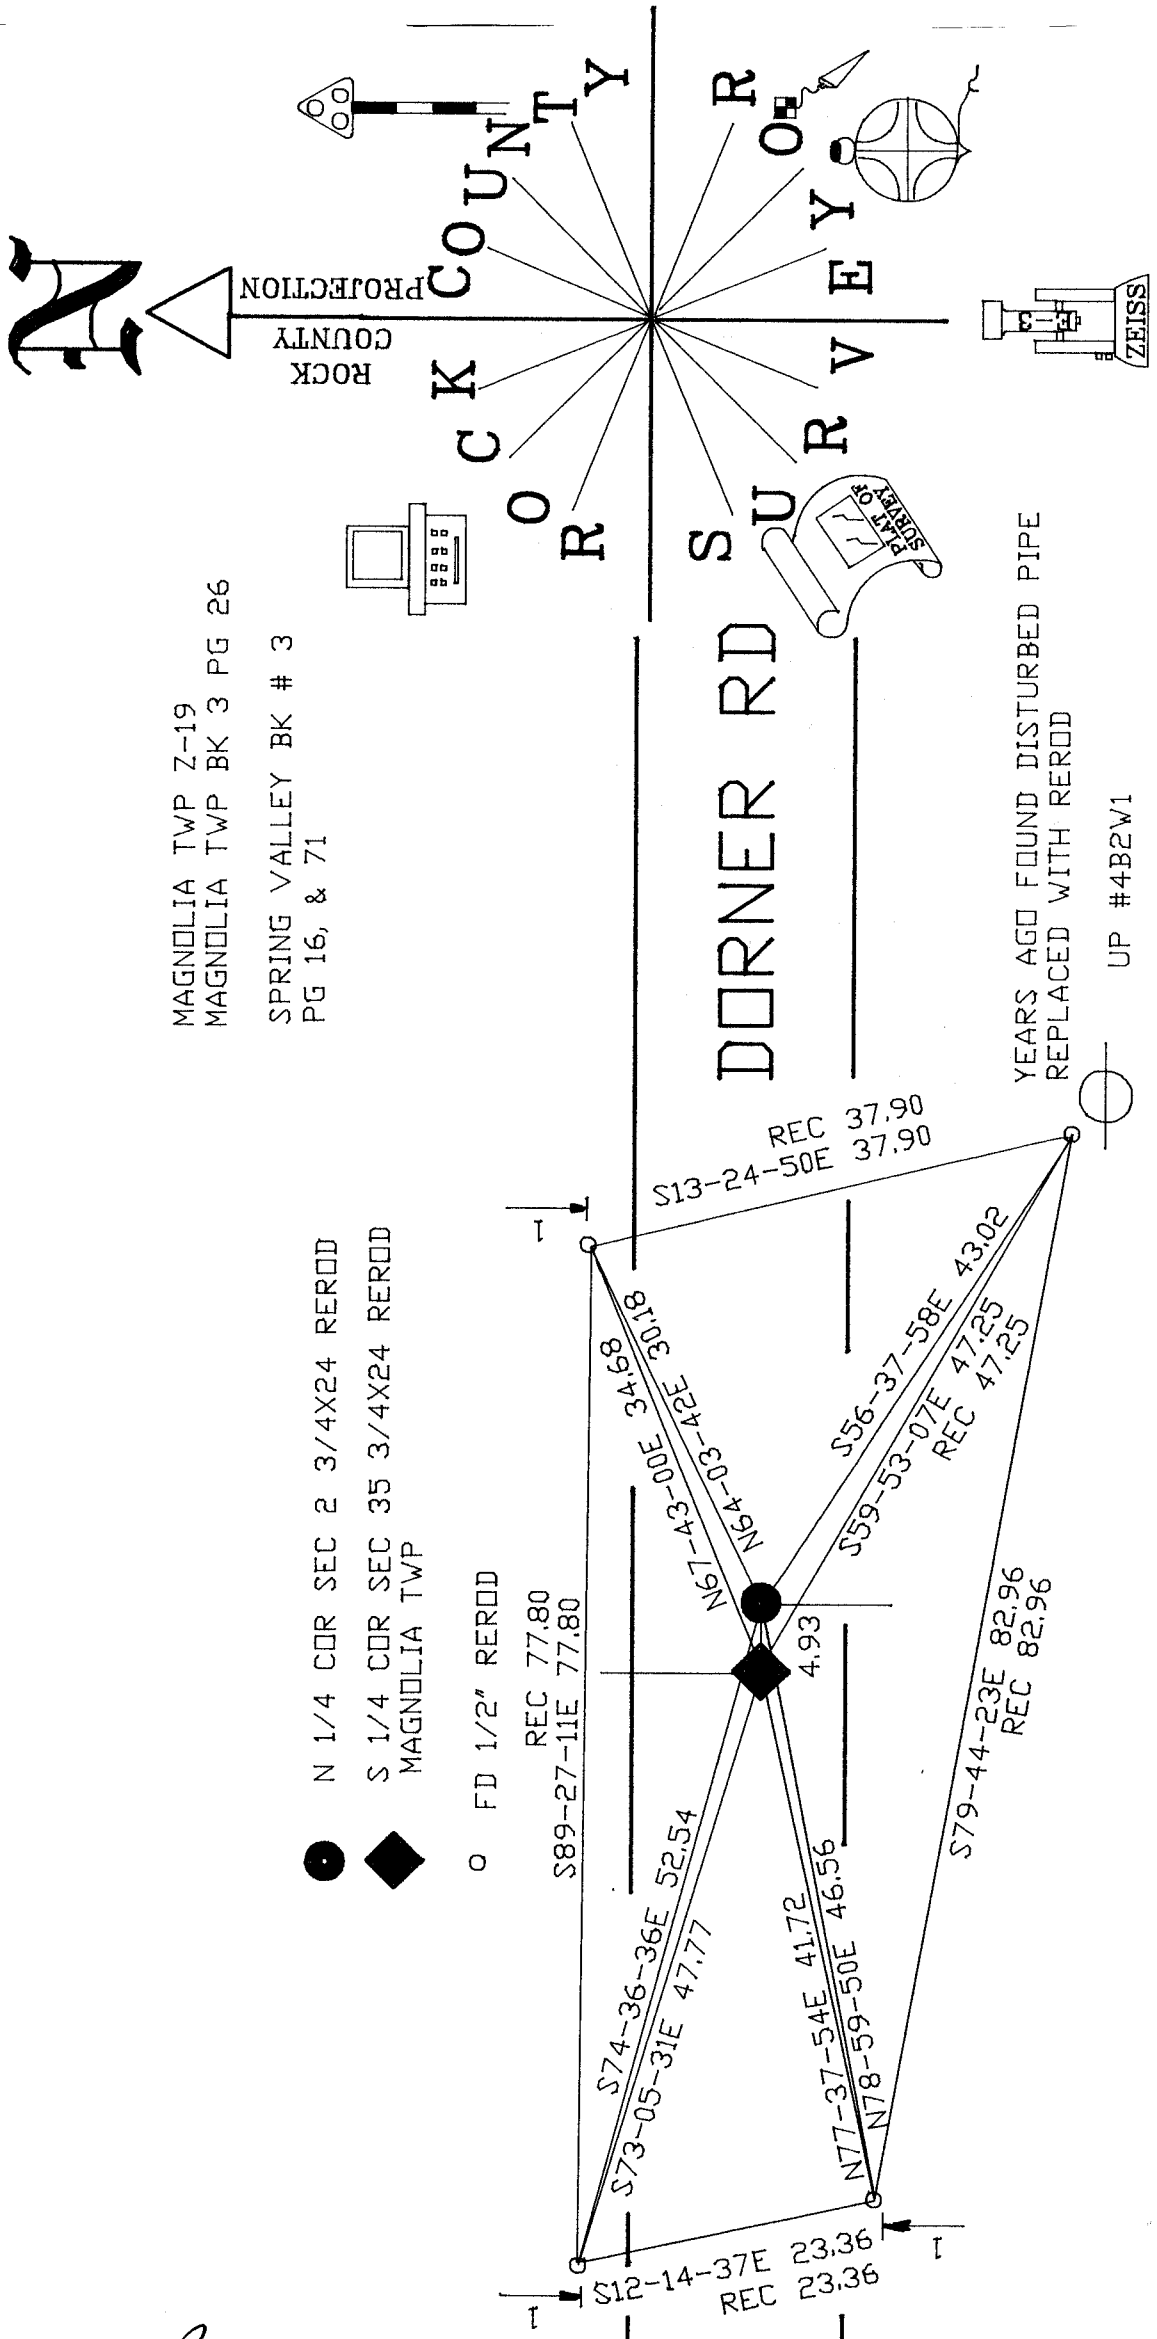 N
ROCK
COUNTY
PROJECTION
ROCK COUNTY
SURVEYOR
ZEISS
PLAT OF
SURVEY
MAGNOLIA TWP Z-19
MAGNOLIA TWP BK 3 PG 26
SPRING VALLEY BK # 3
PG 16, & 71
N 1/4 COR SEC 2 3/4X24 REROD
S 1/4 COR SEC 35 3/4X24 REROD
MAGNOLIA TWP
FD 1/2" REROD
REC 77.80
S89-27-11E 77.80
DORNER RD
1
REC 37.90
S13-24-50E 37.90
N67-43-00E 34.68
N64-03-42E 30.18
S74-36-36E 52.54
S73-05-31E 47.77
4.93
S56-37-58E 43.02
S59-53-07E 47.25
REC 47.25
N77-37-54E 41.72
N78-59-50E 46.56
S79-44-23E 82.96
REC 82.96
1
S12-14-37E 23.36
REC 23.36
1
YEARS AGO FOUND DISTURBED PIPE
REPLACED WITH REROD
UP #4B2W1